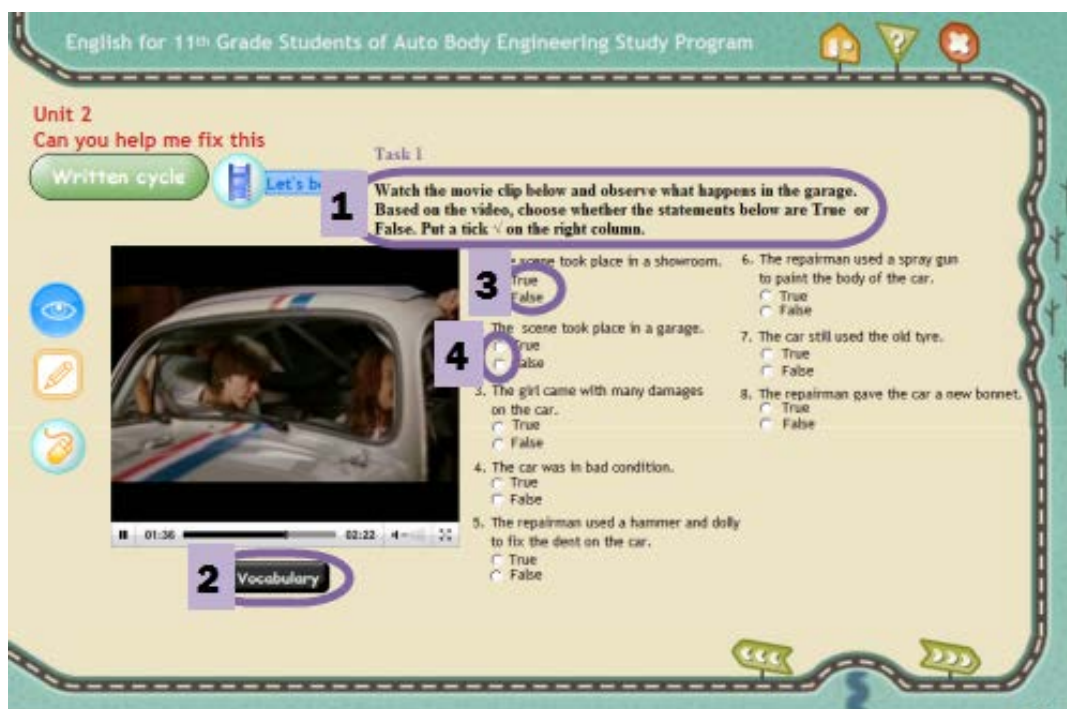 English for 11th Grade Students of Auto Body Engineering Study Program
Unit 2
Can you help me fix this
Written cycle
Let's b
Task 1
Watch the movie clip below and observe what happens in the garage.
Based on the video, choose whether the statements below are True or
False. Put a tick √ on the right column.
1
scene took place in a showroom.
True
False
3
The scene took place in a garage.
rue
alse
4
3. The girl came with many damages
on the car.
True
False
4. The car was in bad condition.
True
False
5. The repairman used a hammer and dolly
to fix the dent on the car.
True
False
6. The repairman used a spray gun
to paint the body of the car.
True
False
7. The car still used the old tyre.
True
False
8. The repairman gave the car a new bonnet.
True
False
01:36
02:22
2
Vocabulary